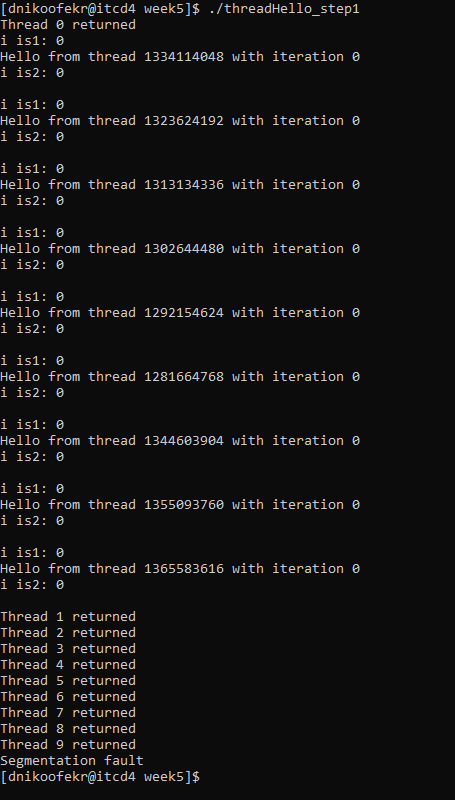 [dnikoofekr@itcd4 week5]$ ./threadHello_step1
Thread 0 returned
i is1: 0
Hello from thread 1334114048 with iteration 0
i is2: 0

i is1: 0
Hello from thread 1323624192 with iteration 0
i is2: 0

i is1: 0
Hello from thread 1313134336 with iteration 0
i is2: 0

i is1: 0
Hello from thread 1302644480 with iteration 0
i is2: 0

i is1: 0
Hello from thread 1292154624 with iteration 0
i is2: 0

i is1: 0
Hello from thread 1281664768 with iteration 0
i is2: 0

i is1: 0
Hello from thread 1344603904 with iteration 0
i is2: 0

i is1: 0
Hello from thread 1355093760 with iteration 0
i is2: 0

i is1: 0
Hello from thread 1365583616 with iteration 0
i is2: 0

Thread 1 returned
Thread 2 returned
Thread 3 returned
Thread 4 returned
Thread 5 returned
Thread 6 returned
Thread 7 returned
Thread 8 returned
Thread 9 returned
Segmentation fault
[dnikoofekr@itcd4 week5]$